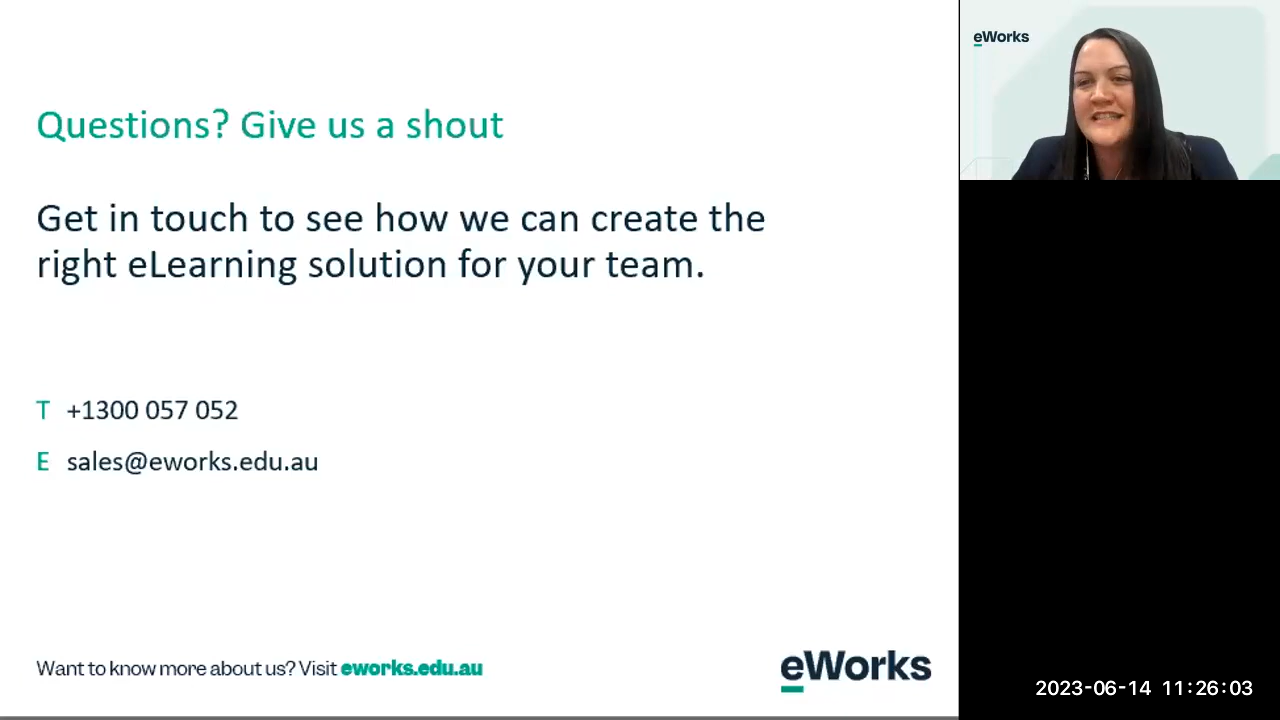 Questions? Give us a shout
Get in touch to see how we can create the
right eLearning solution for your team.
T +1300 057 052
E sales@eworks.edu.au
Want to know more about us? Visit eworks.edu.au
eWorks
eWorks
2023-06-14 11:26:03